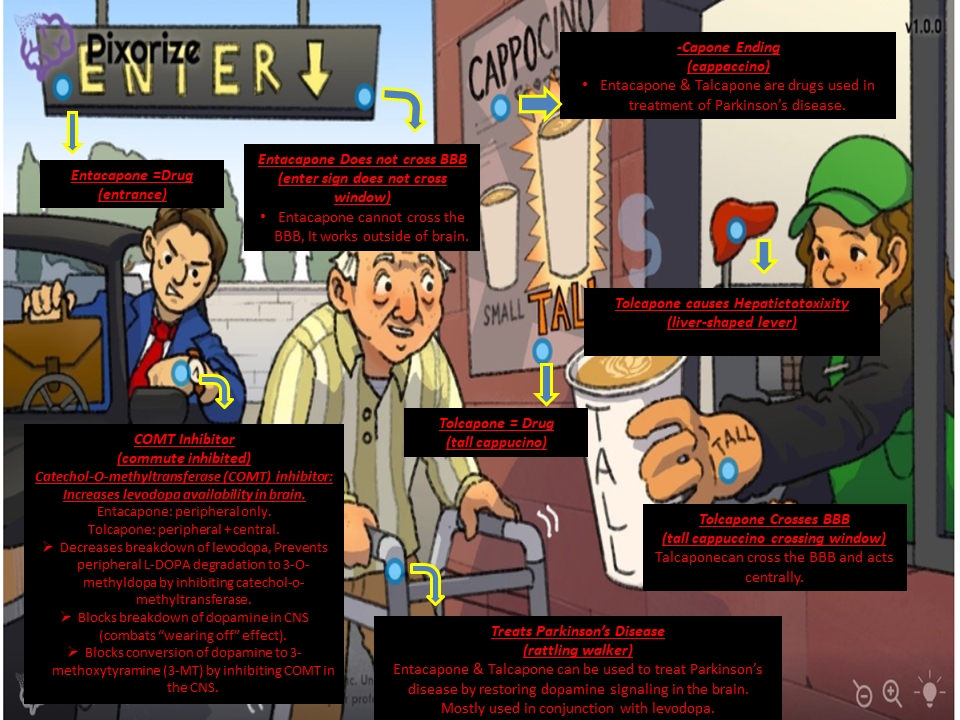 Pixorize
ENTER
v1.0.0
CAPPOCINO
-Capone Ending
(cappaccino)
• Entacapone & Talcapone are drugs used in
treatment of Parkinson's disease.
Entacapone =Drug
(entrance)
Entacapone Does not cross BBB
(enter sign does not cross
window)
• Entacapone cannot cross the
BBB, It works outside of brain.
SMALL
TALL
Tolcapone causes Hepatictotoxixity
(liver-shaped lever)
Tolcapone = Drug
(tall cappucino)
TALL
COMT Inhibitor
(commute inhibited)
Catechol-O-methyltransferase (COMT) inhibitor:
Increases levodopa availability in brain.
Entacapone: peripheral only.
Tolcapone: peripheral + central.
➢ Decreases breakdown of levodopa, Prevents
peripheral L-DOPA degradation to 3-O-
methyldopa by inhibiting catechol-o-
methyltransferase.
➢ Blocks breakdown of dopamine in CNS
(combats "wearing off" effect).
➢ Blocks conversion of dopamine to 3-
methoxytyramine (3-MT) by inhibiting COMT in
the CNS.
Tolcapone Crosses BBB
(tall cappuccino crossing window)
Talcaponecan cross the BBB and acts
centrally.
Treats Parkinson's Disease
(rattling walker)
Entacapone & Talcapone can be used to treat Parkinson's
disease by restoring dopamine signaling in the brain.
Mostly used in conjunction with levodopa.